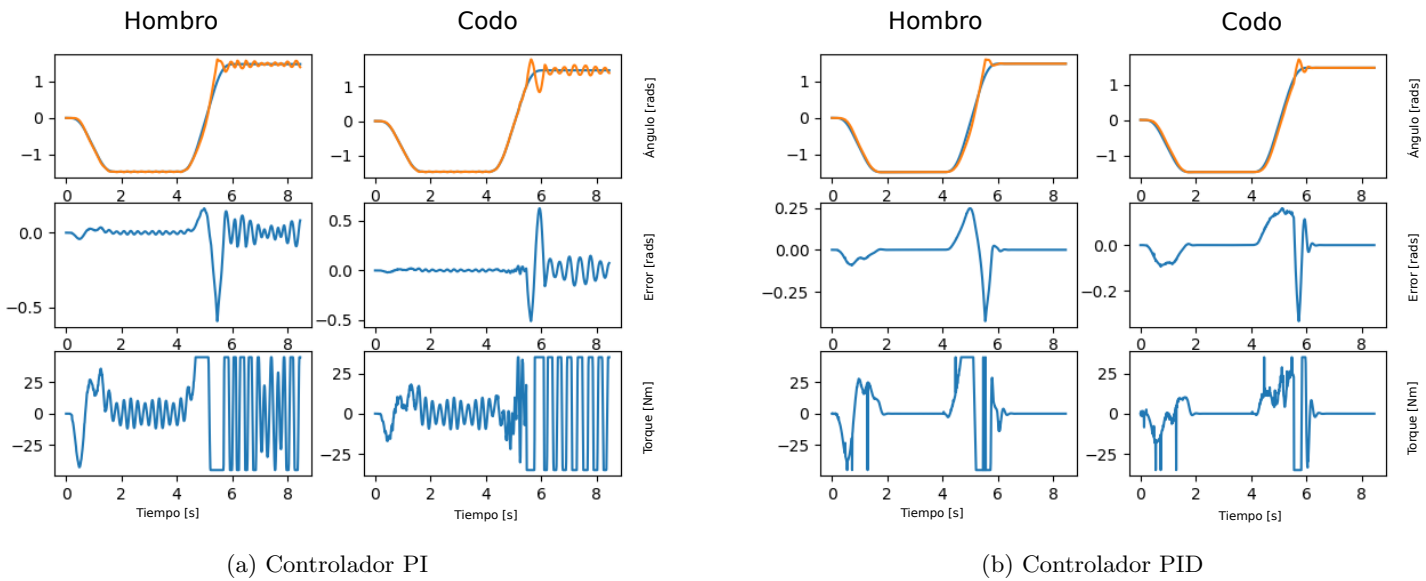 Hombro
Codo
Hombro
Codo
1
0
−1
0 2 4 6 8
1
0
−1
0 2 4 6 8
Ángulo [rads]
1
0
−1
0 2 4 6 8
1
0
−1
0 2 4 6 8
Ángulo [rads]
0.0
−0.5
0 2 4 6 8
0.5
0.0
−0.5
0 2 4 6 8
Error [rads]
0.25
0.00
−0.25
0 2 4 6 8
0.0
−0.2
0 2 4 6 8
Error [rads]
25
0
−25
0 2 4 6 8
Tiempo [s]
25
0
−25
0 2 4 6 8
Tiempo [s]
Torque [Nm]
25
0
−25
0 2 4 6 8
Tiempo [s]
25
0
−25
0 2 4 6 8
Tiempo [s]
Torque [Nm]
(a) Controlador PI
(b) Controlador PID